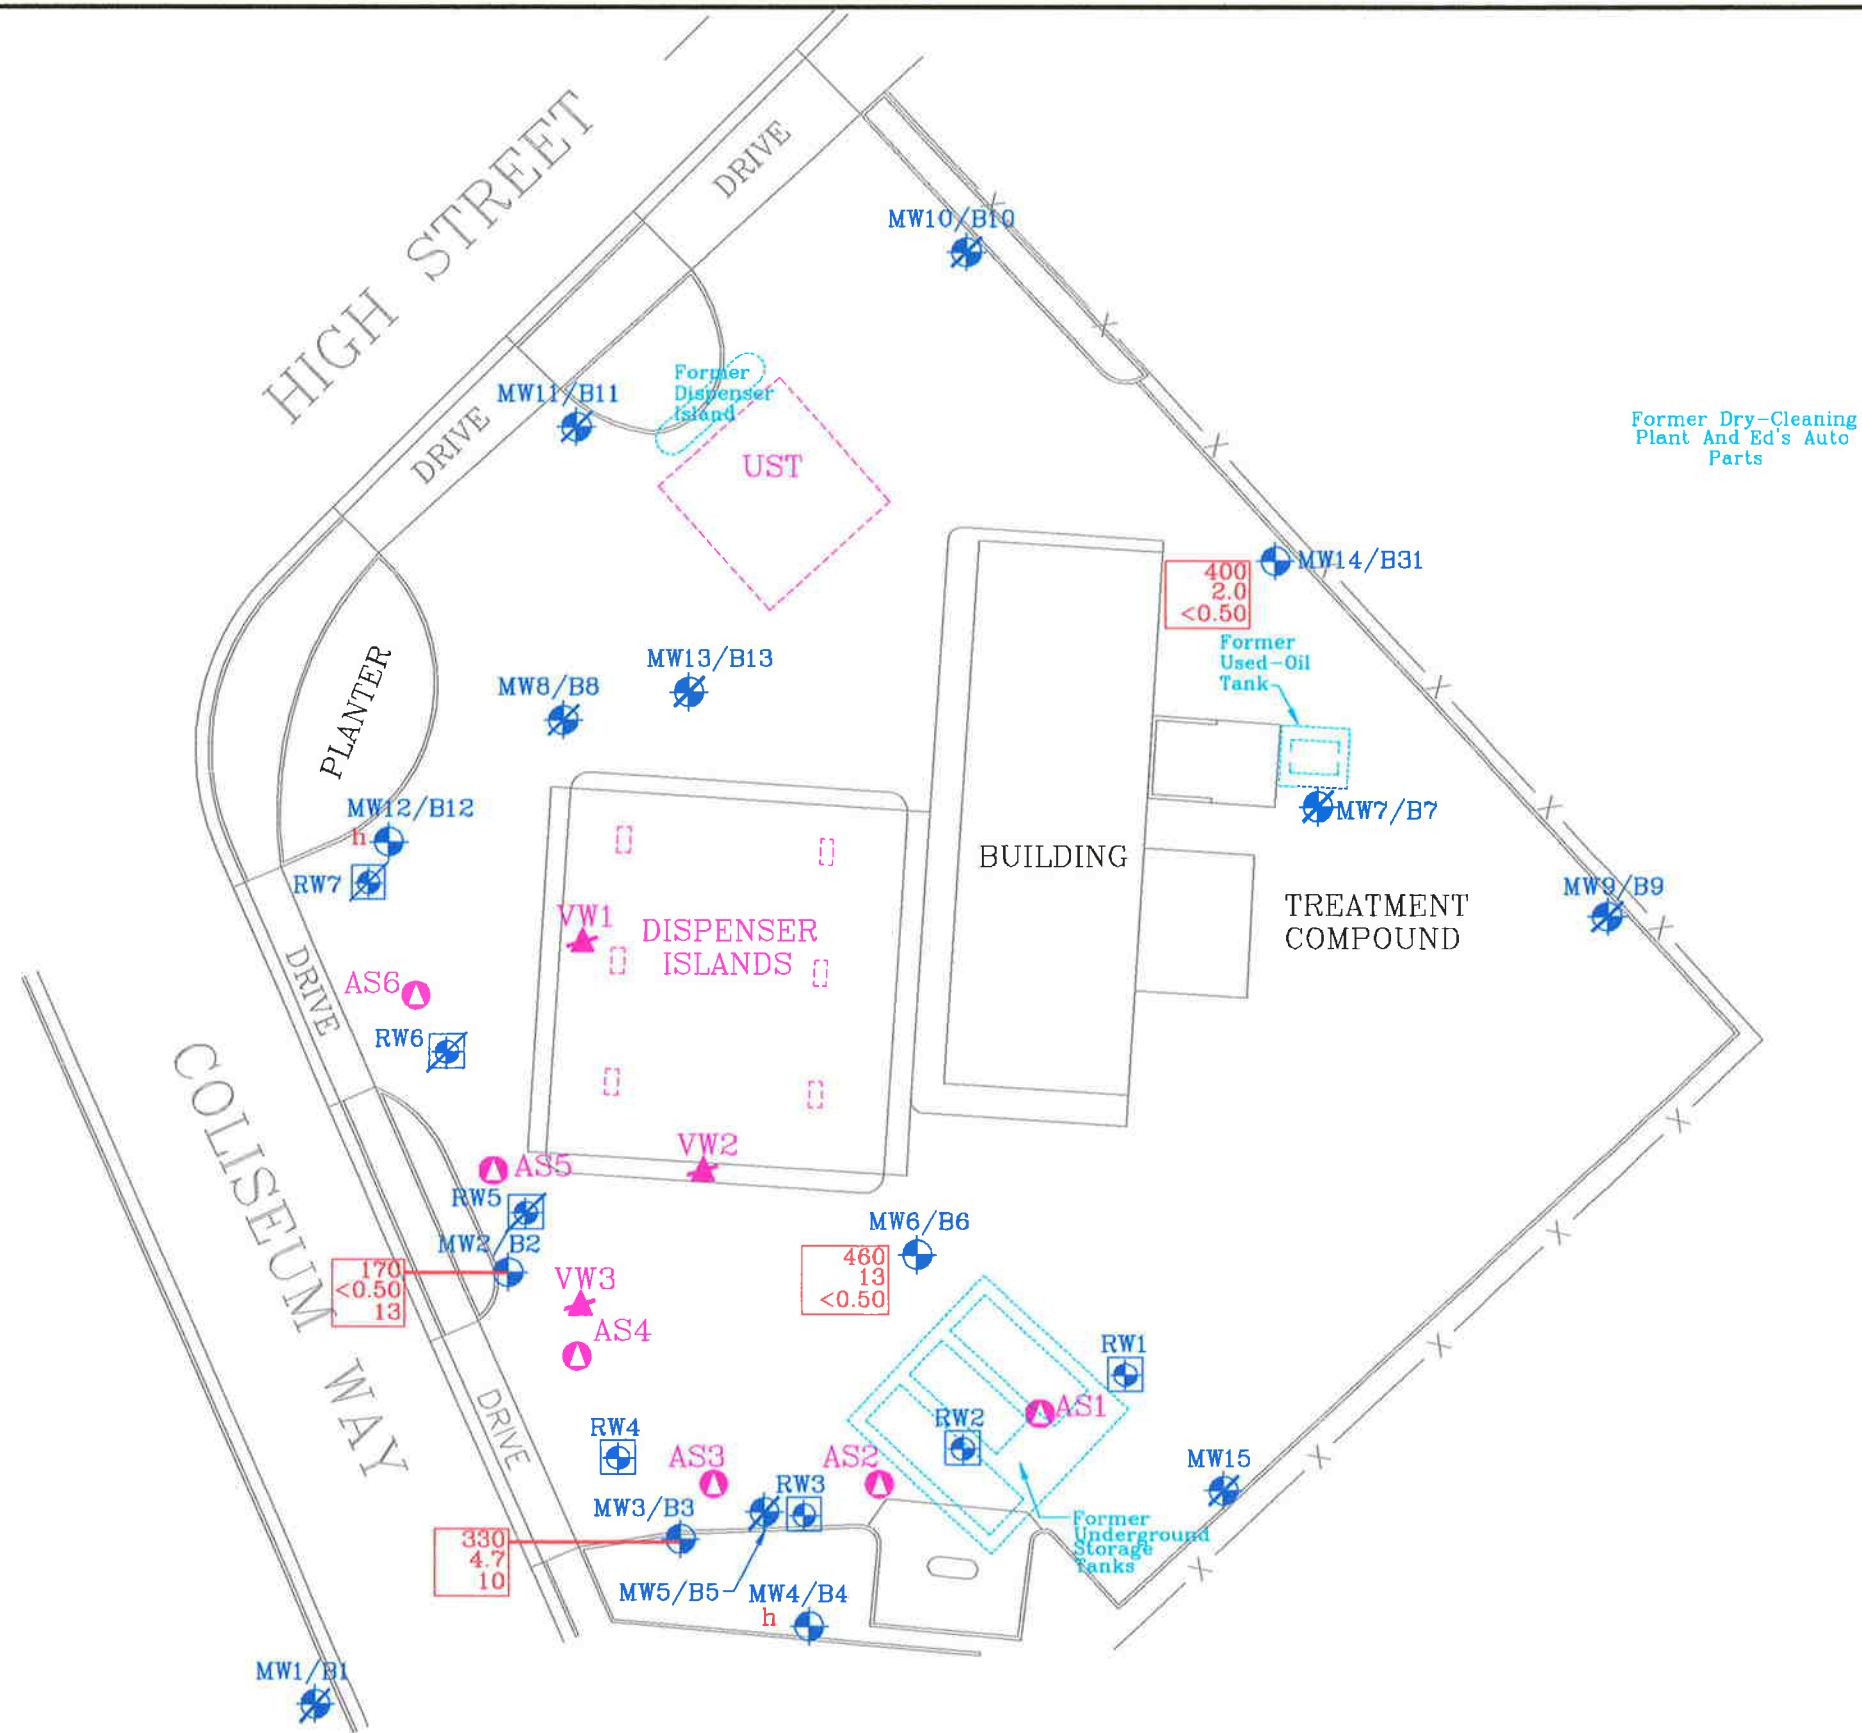 HIGH STREET
DRIVE
MW10/B10
Former
Dispenser
Island
MW11/B11
DRIVE
UST
Former Dry-Cleaning
Plant And Ed's Auto
Parts
MW14/B31
400
2.0
<0.50
Former
Used-Oil
Tank
MW13/B13
MW8/B8
PLANTER
MW12/B12
h
RW7
MW7/B7
BUILDING
MW9/B9
TREATMENT
COMPOUND
VW1
DISPENSER
ISLANDS
DRIVE
AS6
RW6
COLISEUM WAY
VW2
AS5
RW5
MW2/B2
170
<0.50
13
MW6/B6
460
13
<0.50
VW3
AS4
RW1
DRIVE
AS1
RW2
RW4
AS3
AS2
MW15
RW3
MW3/B3
330
4.7
10
Former
Underground
Storage
Tanks
MW5/B5
MW4/B4
h
MW1/B1
X
X
X
X
X
X
X
X
X
X
X
X